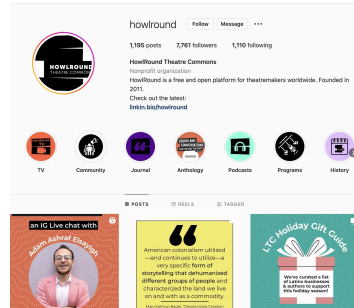 howlround
Follow
Message
1,195 posts
7,761 followers
1,110 following
HOWLROUND
THEATRE COMMONS
HowlRound Theatre Commons
Nonprofit organization
HowlRound is a free and open platform for theatremakers worldwide. Founded in
2011.
Check out the latest:
linkin.bio/howlround
TV
Community
Journal
Anthology
Podcasts
Programs
History
POSTS
REELS
TAGGED
an IG Live chat with
Adam Ashraf Elsayigh
American colonialism utilized
—and continues to utilize—a
very specific form of
storytelling that dehumanized
different groups of people and
characterized the land we live
on and with as a commodity.
LTC Holiday Gift Guide
We've curated a list
of Latinx businesses
& authors to support
this holiday season!